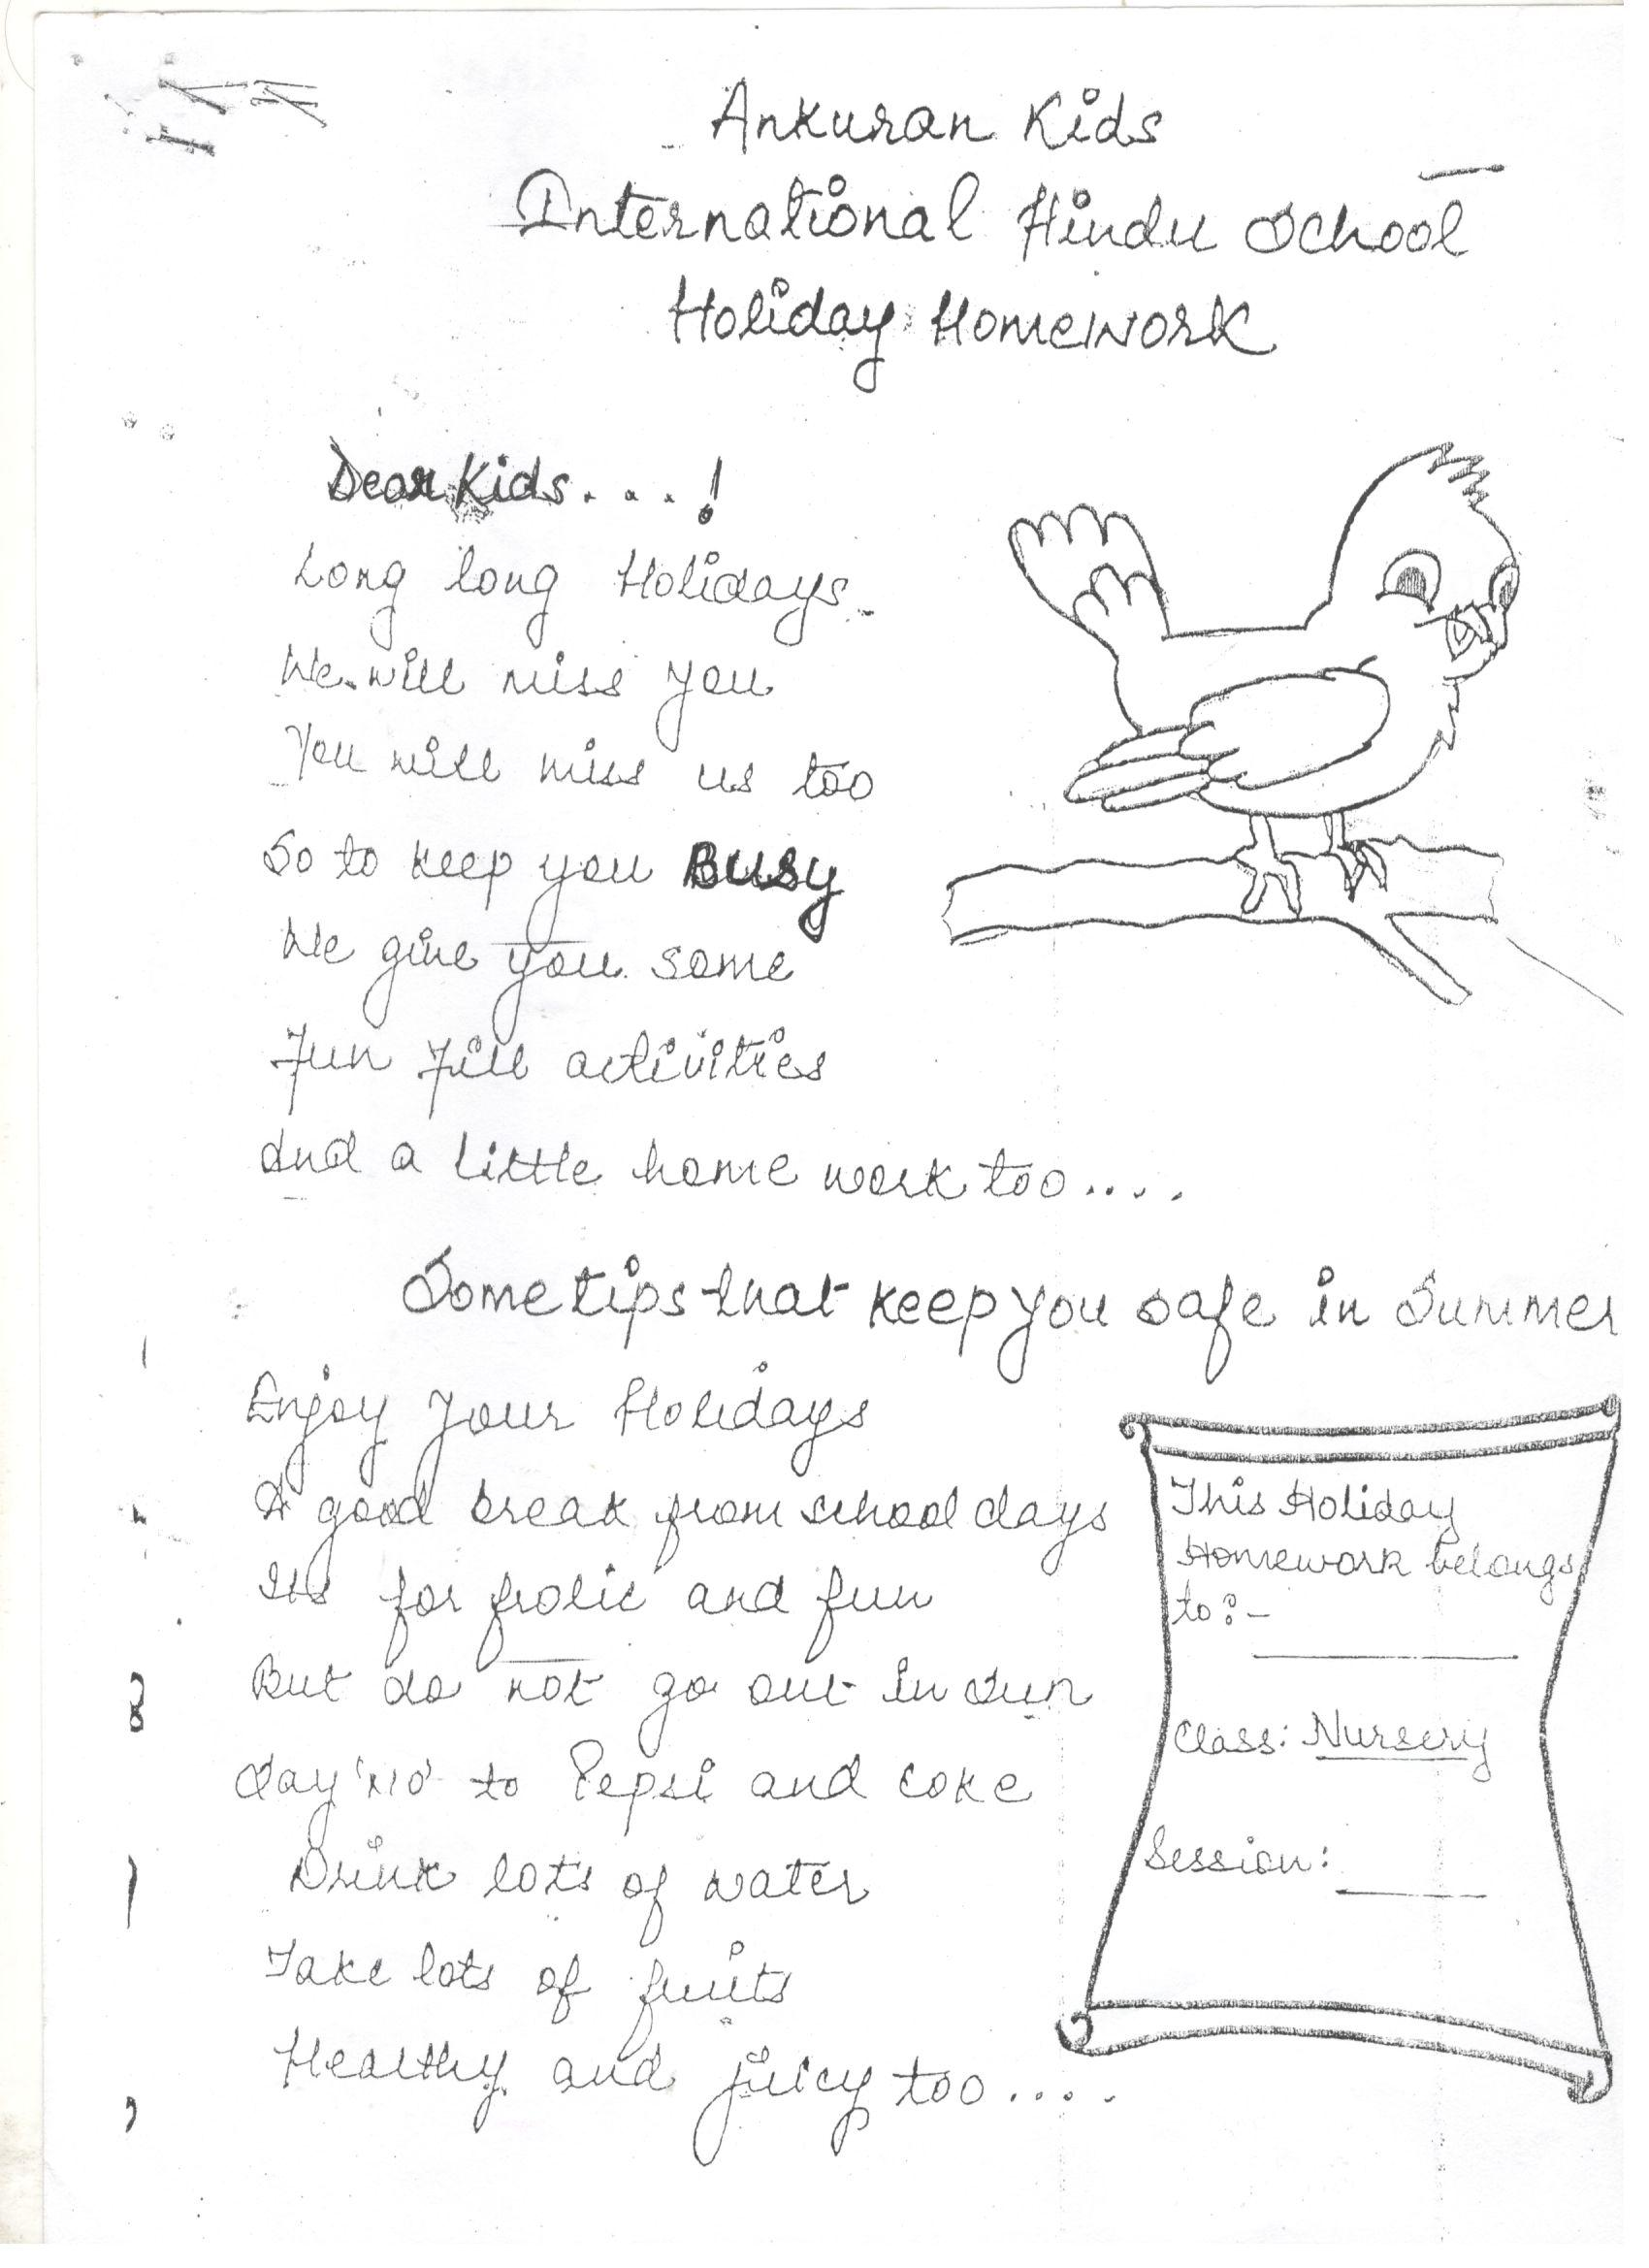 Ankuran Kids
International Hindu School
Holiday Homework
Dear Kids....!
Long long Holidays
We will miss you
You will miss us too
So to keep you Busy
We give you some
Fun Fill activities
And a little home work too....
Some tips that keep you safe in Summer
Enjoy Your Holidays
A good break from school days
Its for frolic and fun
But do not go out in Sun
Say 'No' to Pepsi and coke
Drink lots of water
Take lots of fruits
Healthy and juicy too....
This Holiday
Homework belongs
to:-
Class: Nursery
Session: